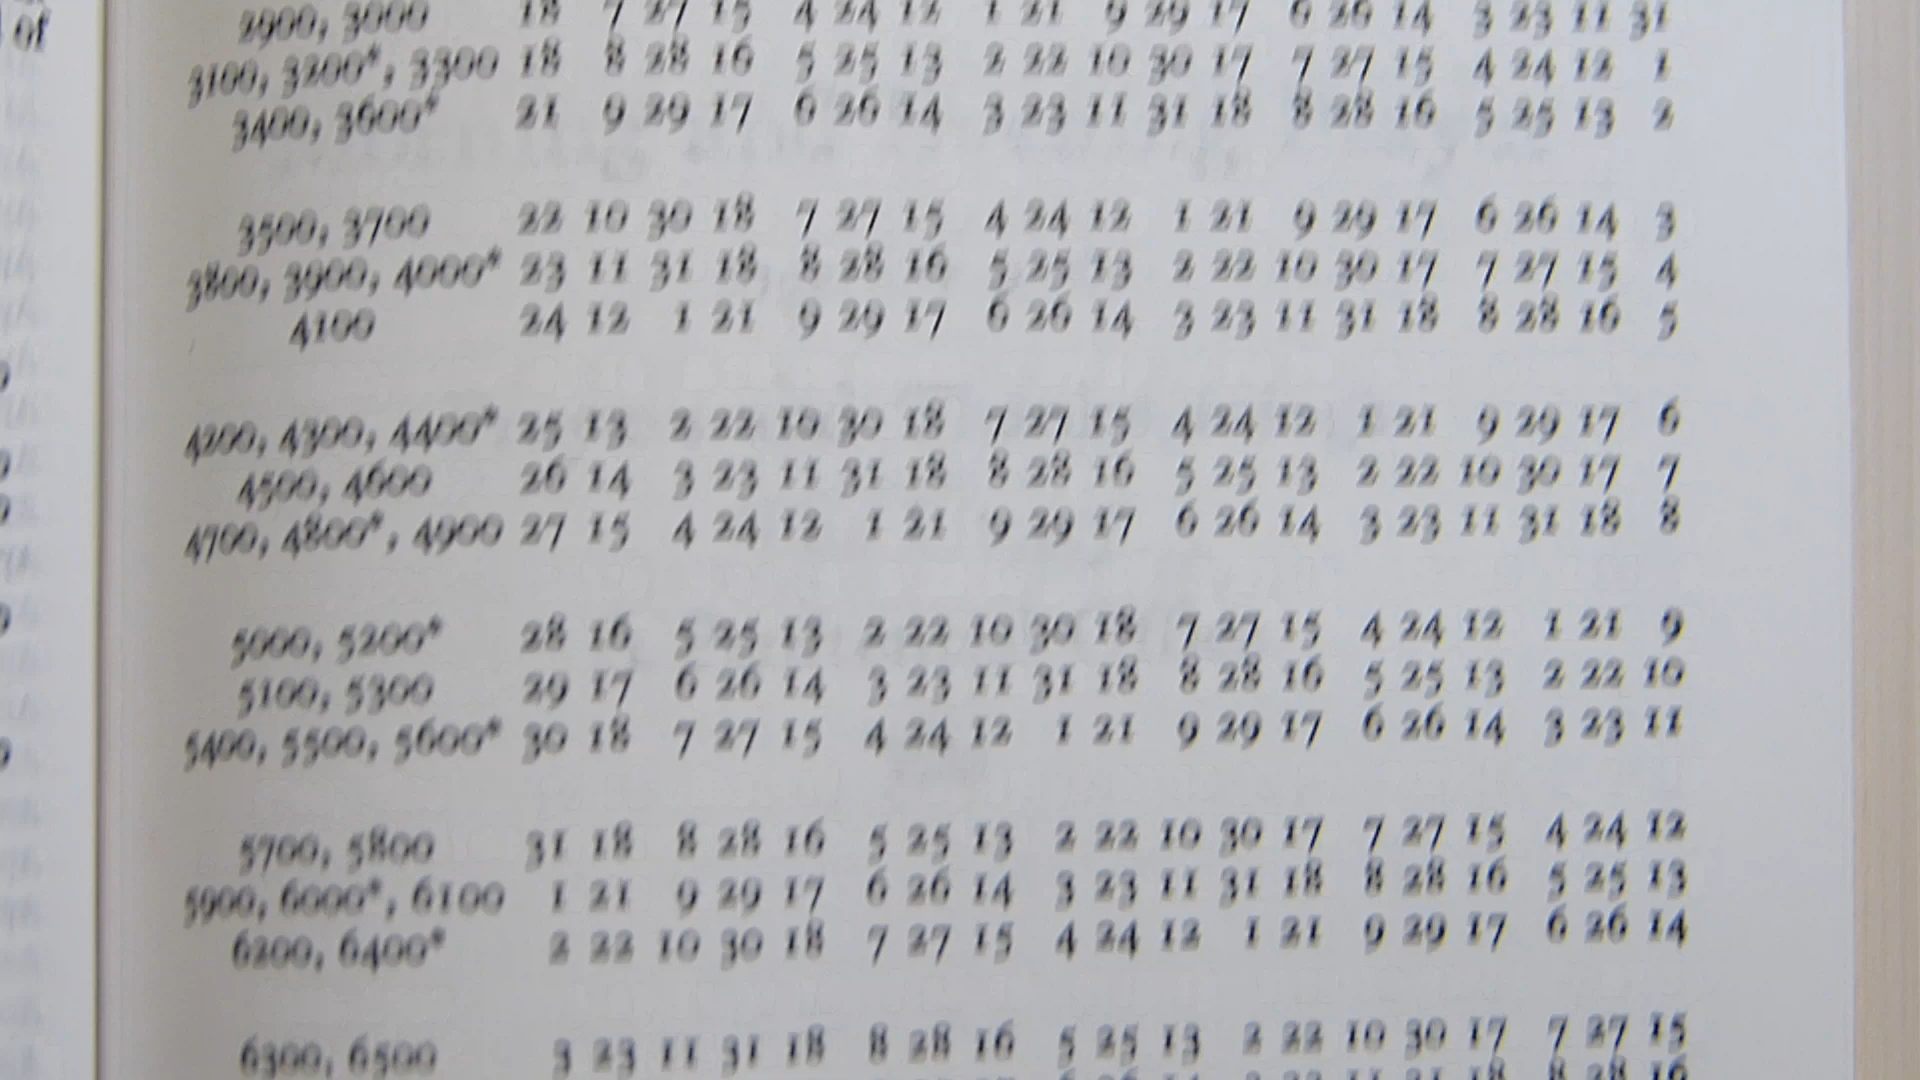 of
2900, 3000 18 7 27 15 4 24 12 1 21 9 29 17 6 26 14 3 23 11 31
3100, 3200*, 3300 18 8 28 16 5 25 13 2 22 10 30 17 7 27 15 4 24 12 1
3400, 3600* 21 9 29 17 6 26 14 3 23 11 31 18 8 28 16 5 25 13 2
3500, 3700 22 10 30 18 7 27 15 4 24 12 1 21 9 29 17 6 26 14 3
3800, 3900, 4000* 23 11 31 18 8 28 16 5 25 13 2 22 10 30 17 7 27 15 4
4100 24 12 1 21 9 29 17 6 26 14 3 23 11 31 18 8 28 16 5
4200, 4300, 4400* 25 13 2 22 10 30 18 7 27 15 4 24 12 1 21 9 29 17 6
4500, 4600 26 14 3 23 11 31 18 8 28 16 5 25 13 2 22 10 30 17 7
4700, 4800*, 4900 27 15 4 24 12 1 21 9 29 17 6 26 14 3 23 11 31 18 8
5000, 5200* 28 16 5 25 13 2 22 10 30 18 7 27 15 4 24 12 1 21 9
5100, 5300 29 17 6 26 14 3 23 11 31 18 8 28 16 5 25 13 2 22 10
5400, 5500, 5600* 30 18 7 27 15 4 24 12 1 21 9 29 17 6 26 14 3 23 11
5700, 5800 31 18 8 28 16 5 25 13 2 22 10 30 17 7 27 15 4 24 12
5900, 6000*, 6100 1 21 9 29 17 6 26 14 3 23 11 31 18 8 28 16 5 25 13
6200, 6400* 2 22 10 30 18 7 27 15 4 24 12 1 21 9 29 17 6 26 14
6300, 6500 3 23 11 31 18 8 28 16 5 25 13 2 22 10 30 17 7 27 15